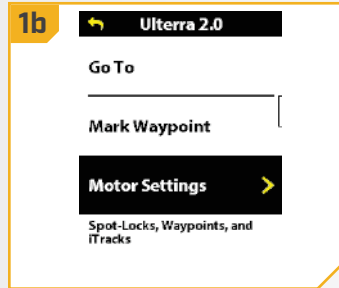 1b
Ulterra 2.0
Go To
Mark Waypoint
Motor Settings
Spot-Locks, Waypoints, and
iTracks